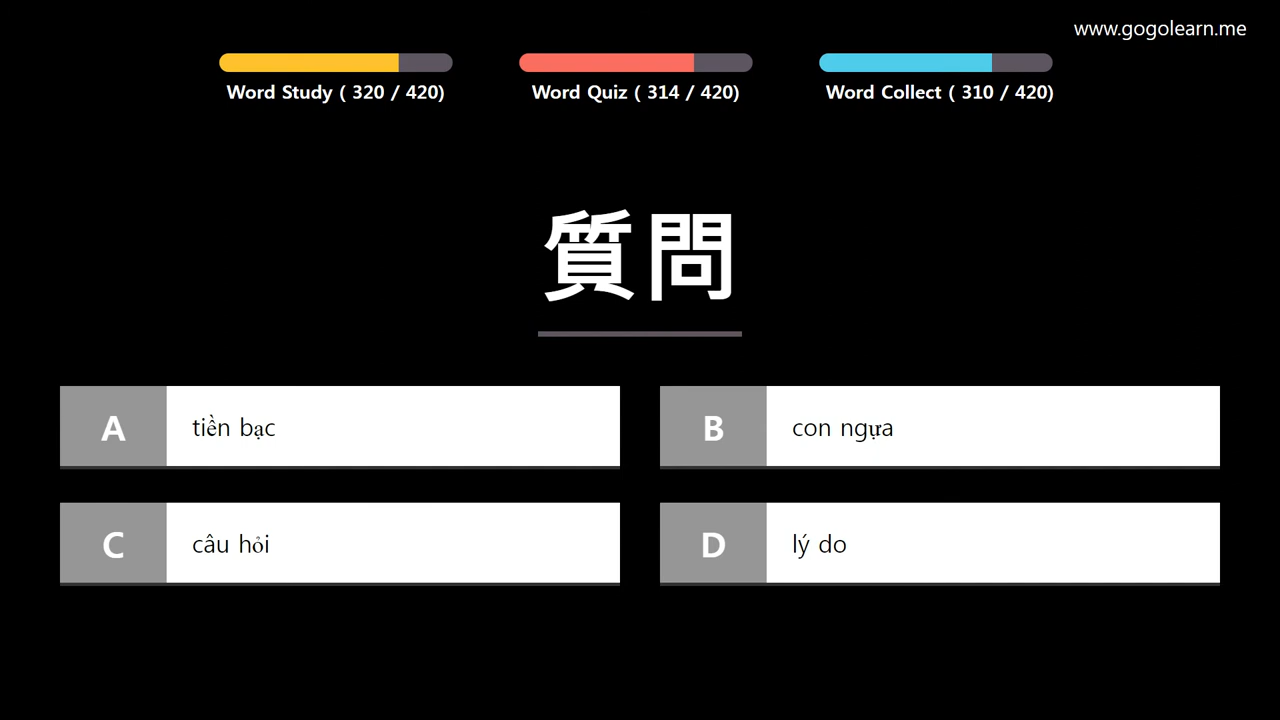 www.gogolearn.me
Word Study ( 320 / 420)
Word Quiz ( 314 / 420)
Word Collect ( 310 / 420)
質問
A
tiền bạc
B
con ngựa
C
câu hỏi
D
lý do